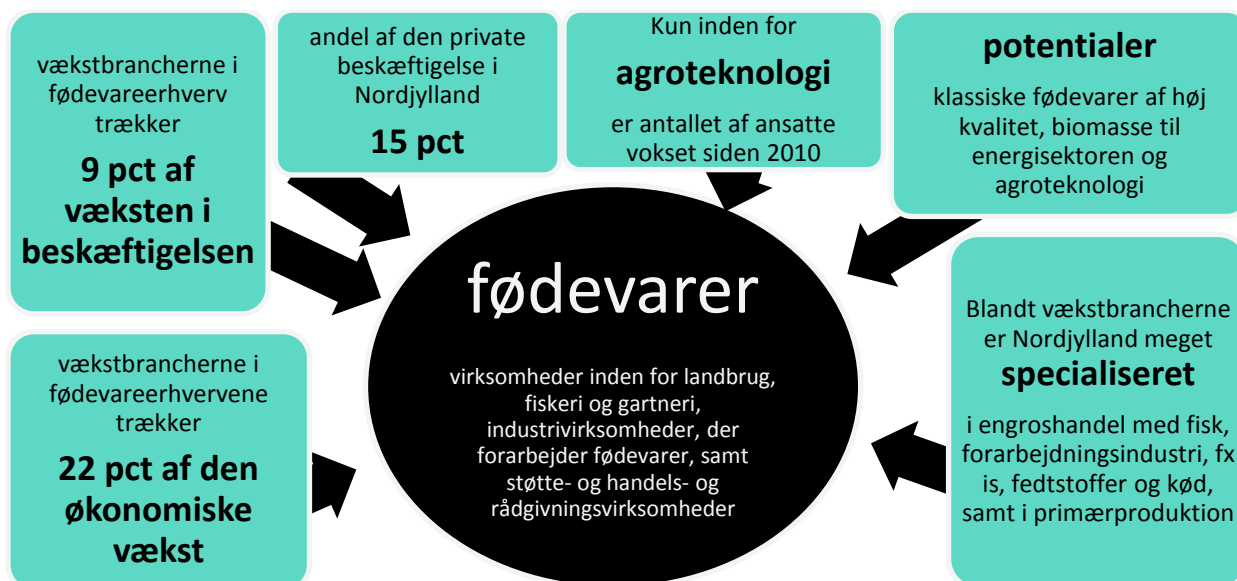 vækstbrancherne i
fødevareerhverv
trækker
9 pct af
væksten i
beskæftigelsen
andel af den private
beskæftigelse i
Nordjylland
15 pct
Kun inden for
agroteknologi
er antallet af ansatte
vokset siden 2010
potentialer
klassiske fødevarer af høj
kvalitet, biomasse til
energisektoren og
agroteknologi
vækstbrancherne i
fødevareerhvervene
trækker
22 pct af den
økonomiske
vækst
fødevarer
virksomheder inden for landbrug,
fiskeri og gartneri,
industrivirksomheder, der
forarbejder fødevarer, samt
støtte- og handels- og
rådgivningsvirksomheder
Blandt vækstbrancherne
er Nordjylland meget
specialiseret
i engroshandel med fisk,
forarbejdningsindustri, fx
is, fedtstoffer og kød,
samt i primærproduktion